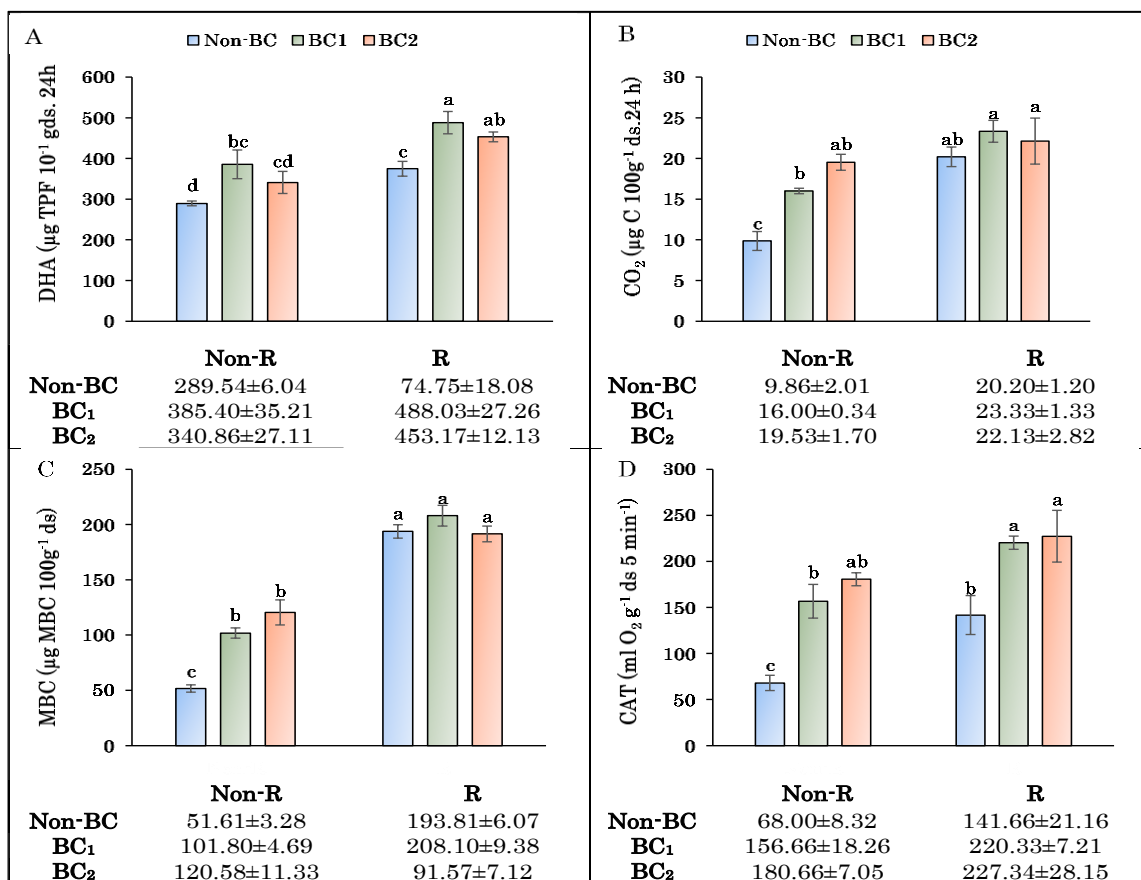 A
Non-BC BC1 BC2
DHA (µg TPF 10⁻¹ gds. 24h
600
500
400
300
200
100
0
d
bc
cd
c
a
ab
Non-R R
Non-BC 289.54±6.04 74.75±18.08
BC₁ 385.40±35.21 488.03±27.26
BC₂ 340.86±27.11 453.17±12.13
B
Non-BC BC1 BC2
CO₂ (µg C 100g⁻¹ ds.24 h)
30
25
20
15
10
5
0
c
b
ab
ab
a
a
Non-R R
Non-BC 9.86±2.01 20.20±1.20
BC₁ 16.00±0.34 23.33±1.33
BC₂ 19.53±1.70 22.13±2.82
C
MBC (µg MBC 100g⁻¹ ds)
250
200
150
100
50
0
c
b
b
a
a
a
Non-R R
Non-BC 51.61±3.28 193.81±6.07
BC₁ 101.80±4.69 208.10±9.38
BC₂ 120.58±11.33 91.57±7.12
D
CAT (ml O₂ g⁻¹ ds 5 min⁻¹)
300
250
200
150
100
50
0
c
b
ab
b
a
a
Non-R R
Non-BC 68.00±8.32 141.66±21.16
BC₁ 156.66±18.26 220.33±7.21
BC₂ 180.66±7.05 227.34±28.15